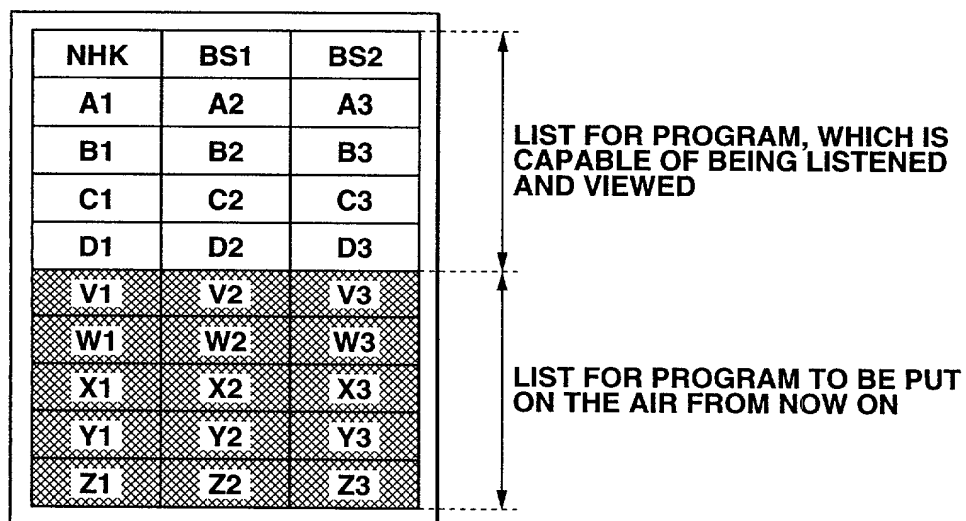 NHK BS1 BS2
A1 A2 A3
B1 B2 B3
C1 C2 C3
D1 D2 D3
V1 V2 V3
W1 W2 W3
X1 X2 X3
Y1 Y2 Y3
Z1 Z2 Z3
LIST FOR PROGRAM, WHICH IS
CAPABLE OF BEING LISTENED
AND VIEWED
LIST FOR PROGRAM TO BE PUT
ON THE AIR FROM NOW ON